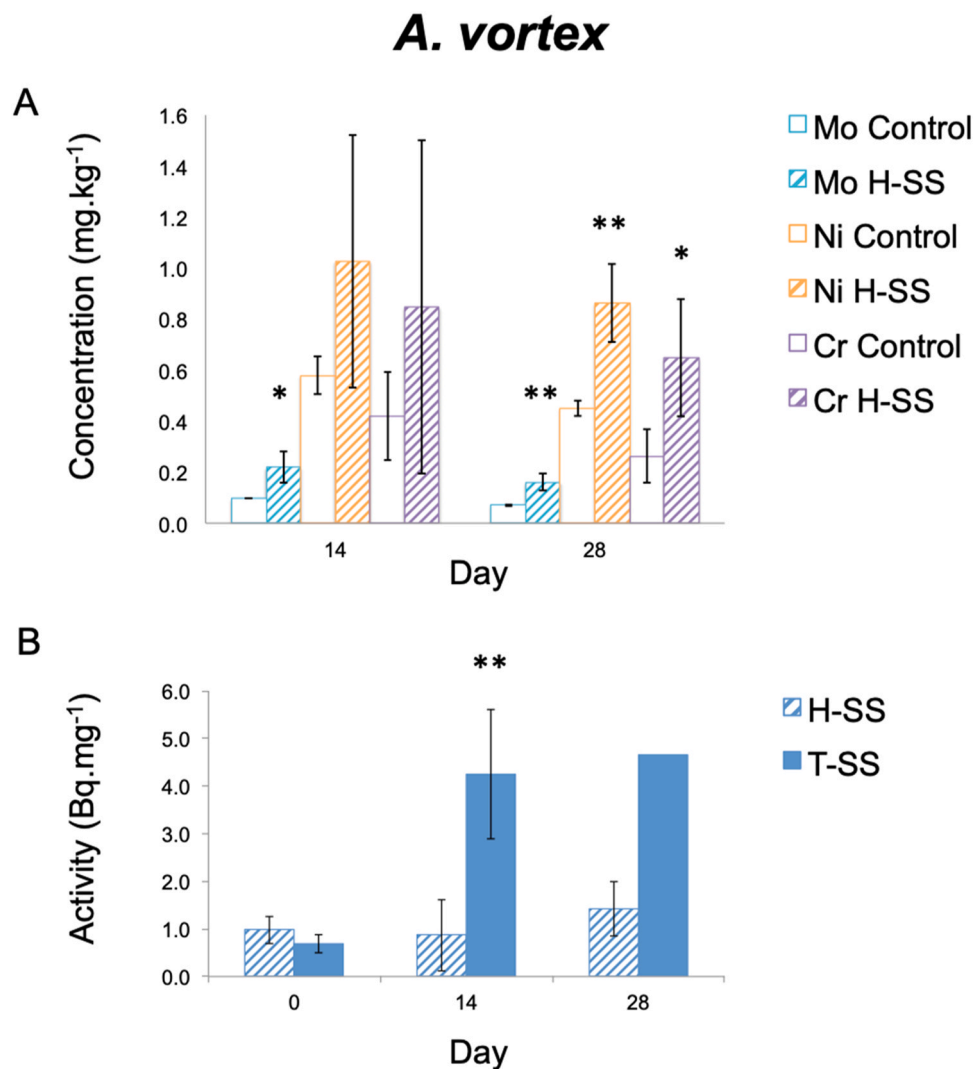 A. vortex
A
Concentration (mg.kg-1)
1.6
1.4
1.2
1.0
0.8
0.6
0.4
0.2
0.0
*
**
**
*
14
28
Day
Mo Control
Mo H-SS
Ni Control
Ni H-SS
Cr Control
Cr H-SS
B
Activity (Bq.mg-1)
6.0
5.0
4.0
3.0
2.0
1.0
0.0
**
0
14
28
Day
H-SS
T-SS